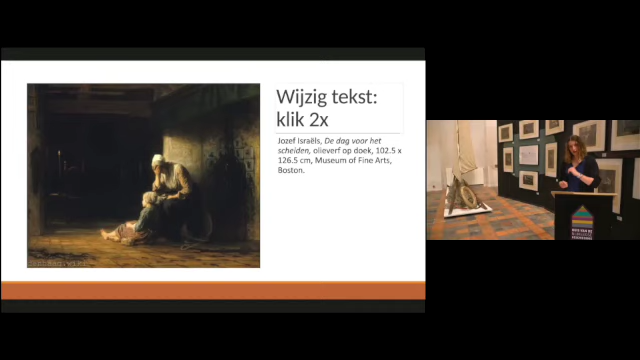 Wijzig tekst:
klik 2x
Jozef Israëls, De dag voor het
scheiden, olieverf op doek, 102.5 x
126.5 cm, Museum of Fine Arts,
Boston.